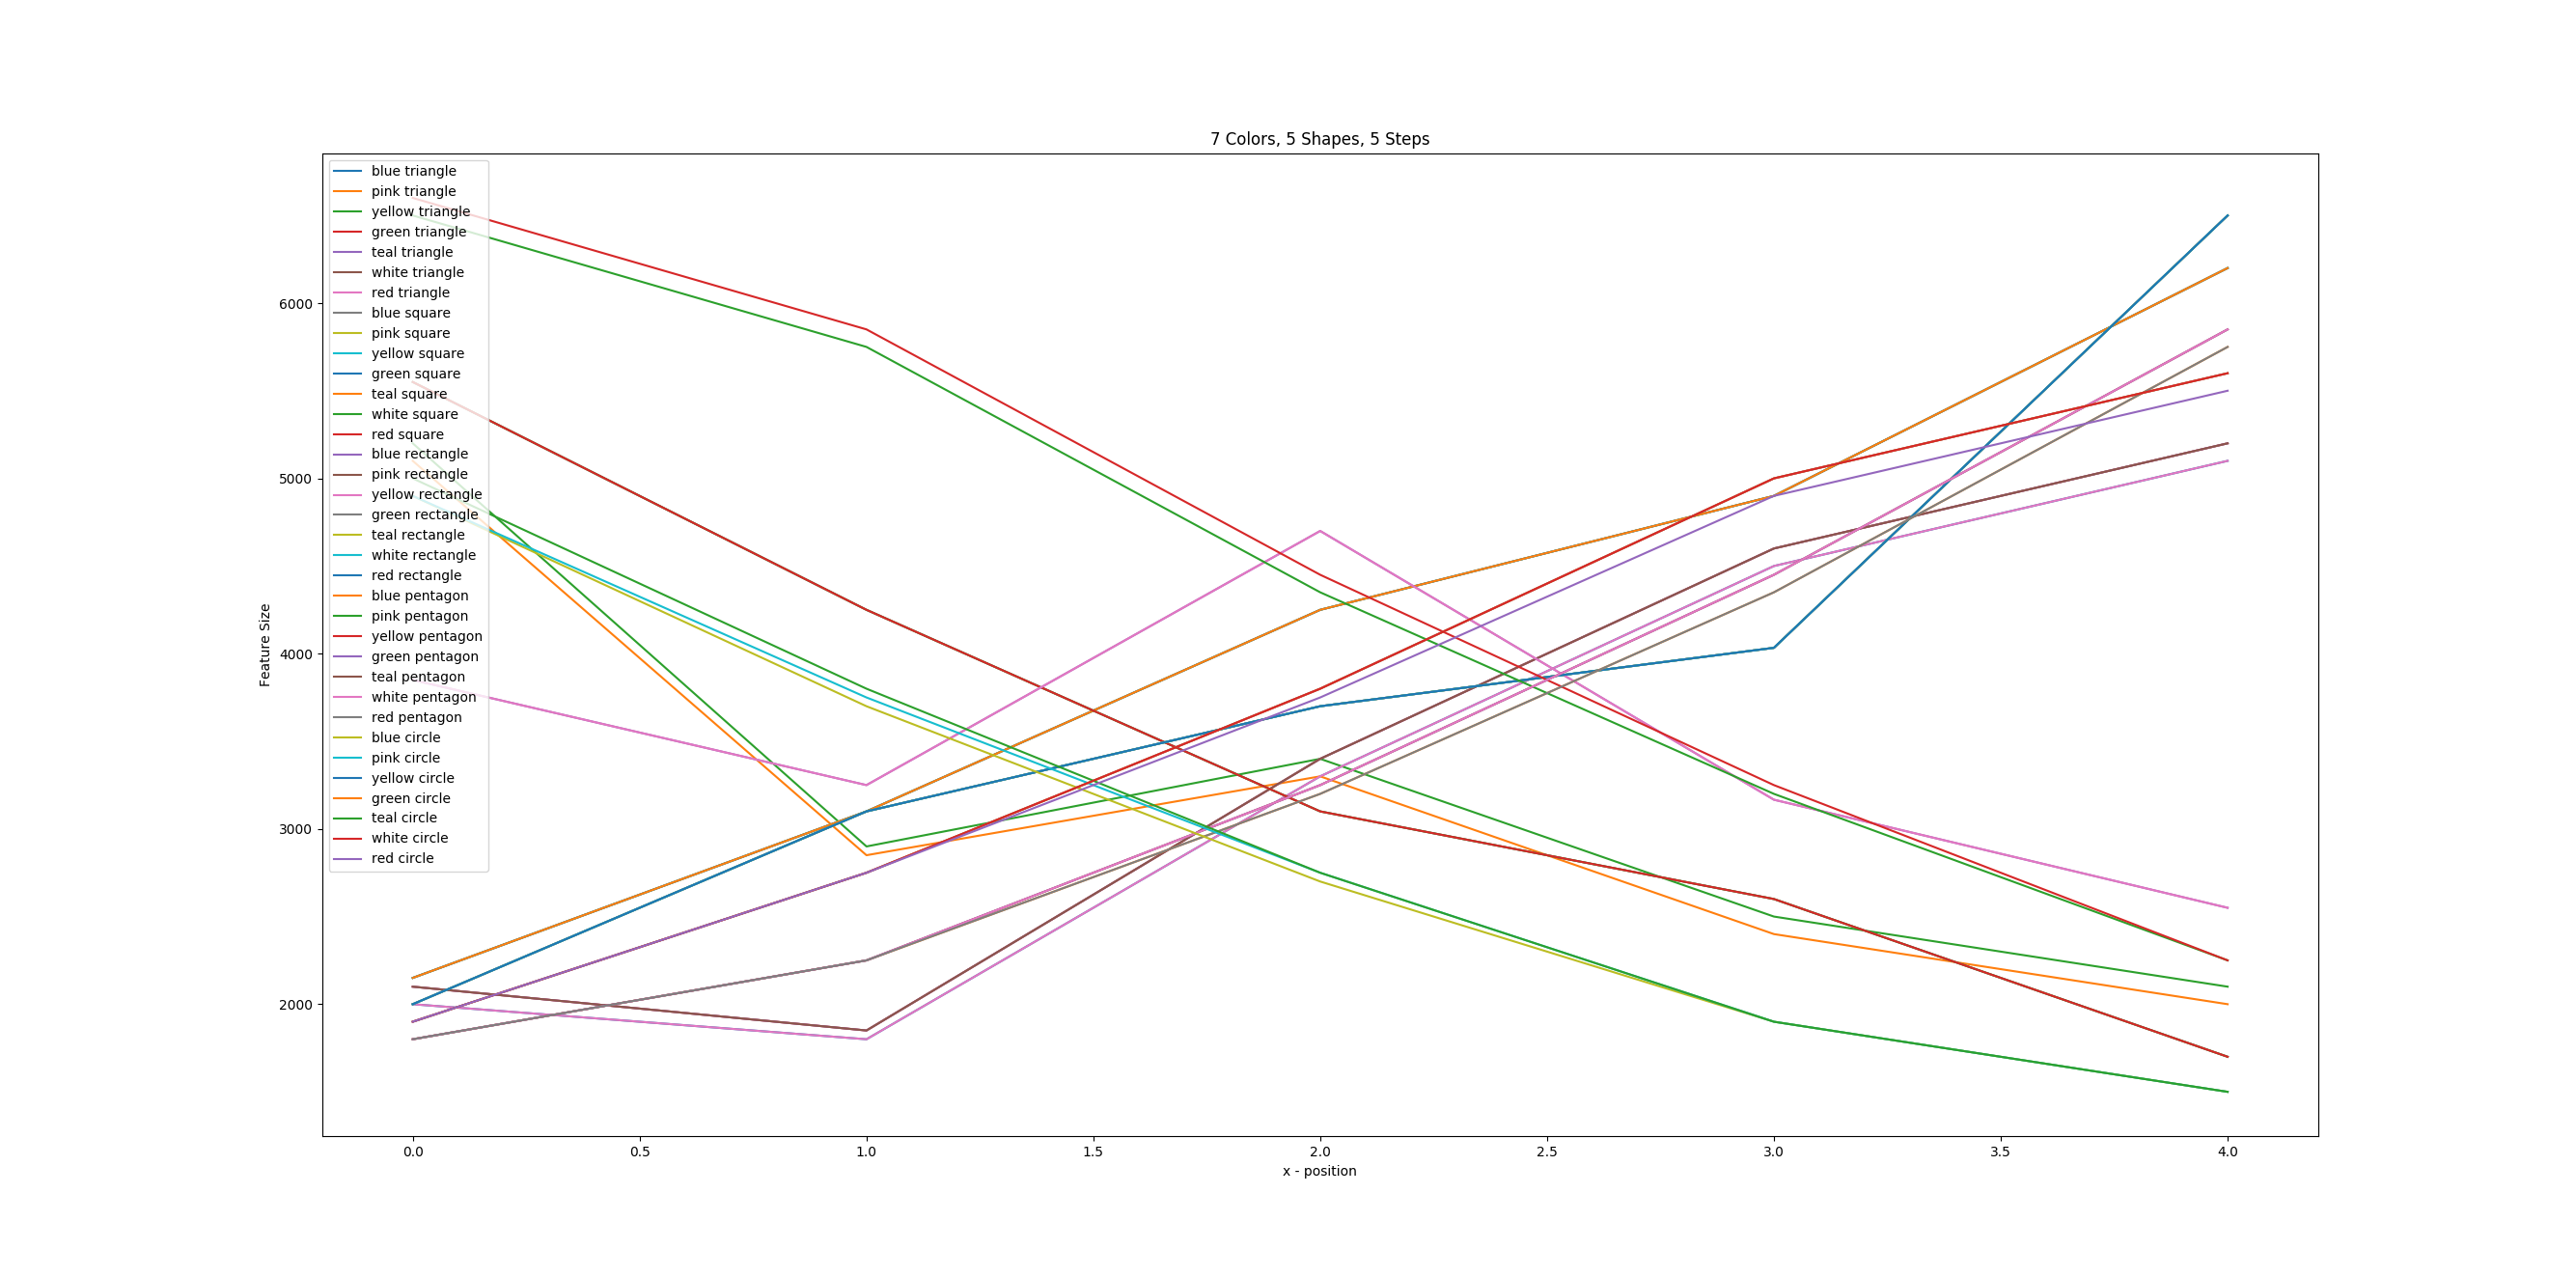 7 Colors, 5 Shapes, 5 Steps
blue triangle
pink triangle
yellow triangle
green triangle
teal triangle
white triangle
red triangle
blue square
pink square
yellow square
green square
teal square
white square
red square
blue rectangle
pink rectangle
yellow rectangle
green rectangle
teal rectangle
white rectangle
red rectangle
blue pentagon
pink pentagon
yellow pentagon
green pentagon
teal pentagon
white pentagon
red pentagon
blue circle
pink circle
yellow circle
green circle
teal circle
white circle
red circle
6000
5000
4000
3000
2000
Feature Size
0.0 0.5 1.0 1.5 2.0 2.5 3.0 3.5 4.0
x - position